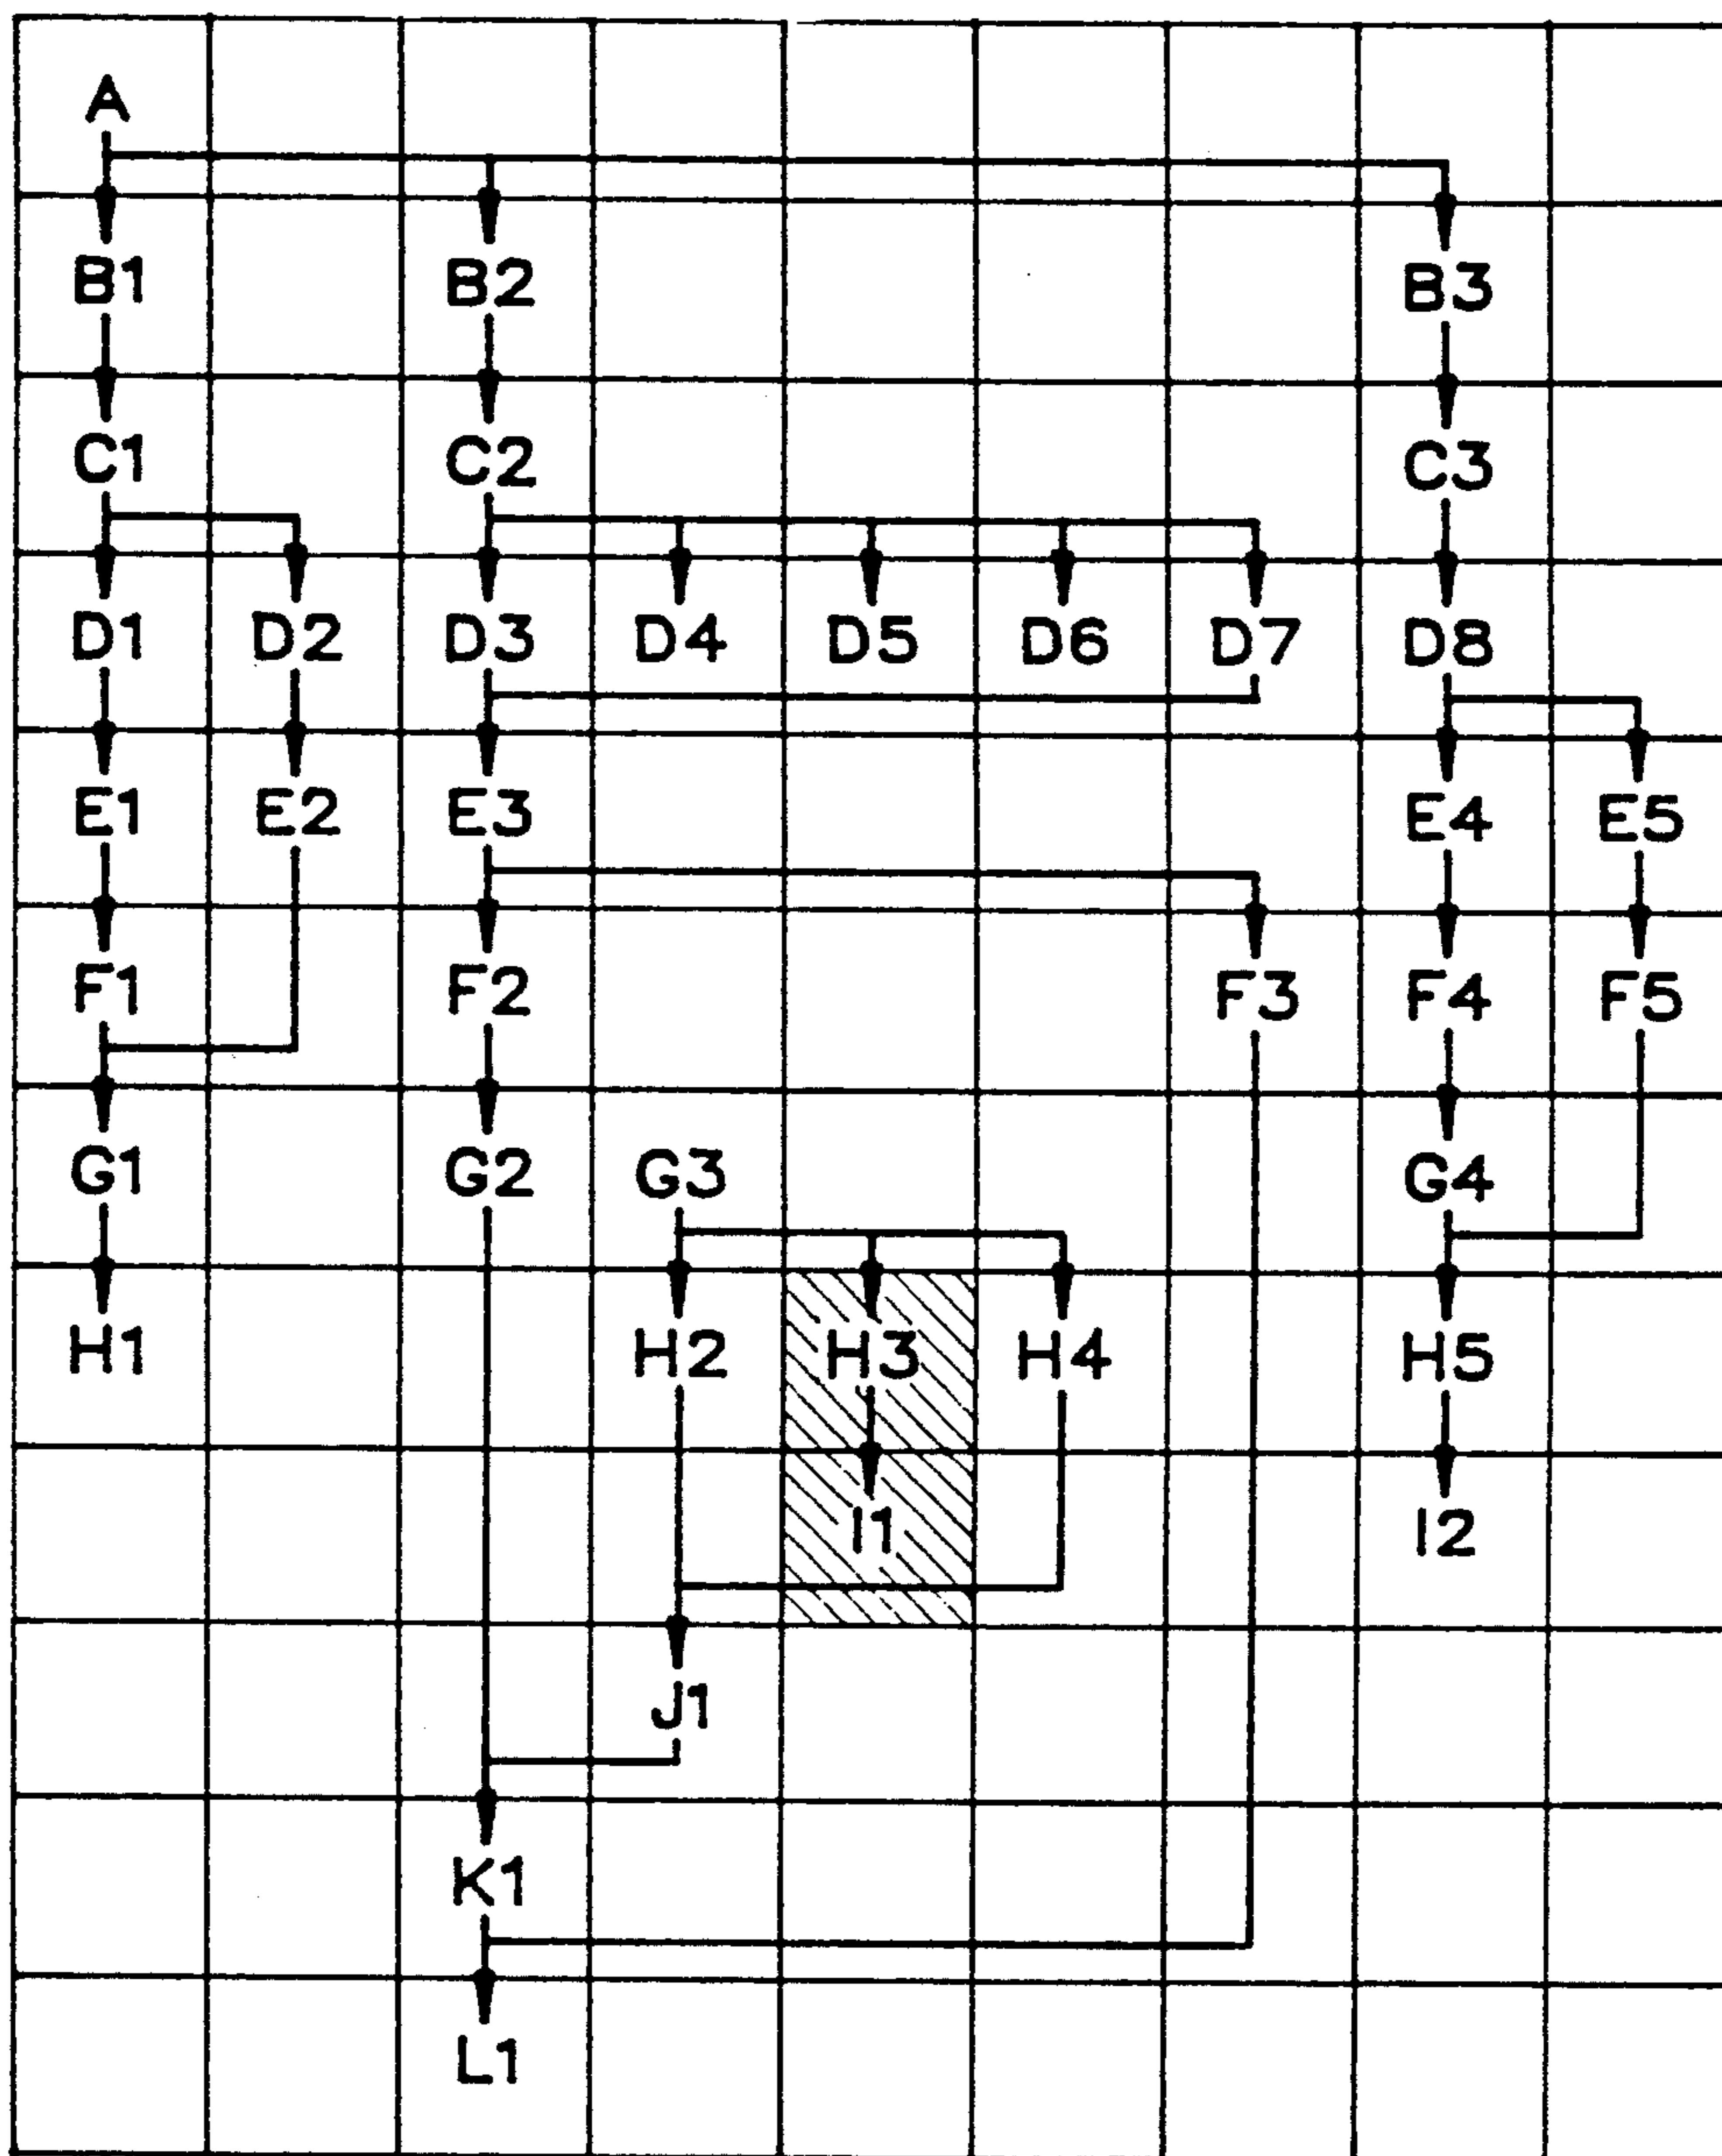 A
B1 B2 B3
C1 C2 C3
D1 D2 D3 D4 D5 D6 D7 D8
E1 E2 E3 E4 E5
F1 F2 F3 F4 F5
G1 G2 G3 G4
H1 H2 H3 H4 H5
I1 I2
J1
K1
L1